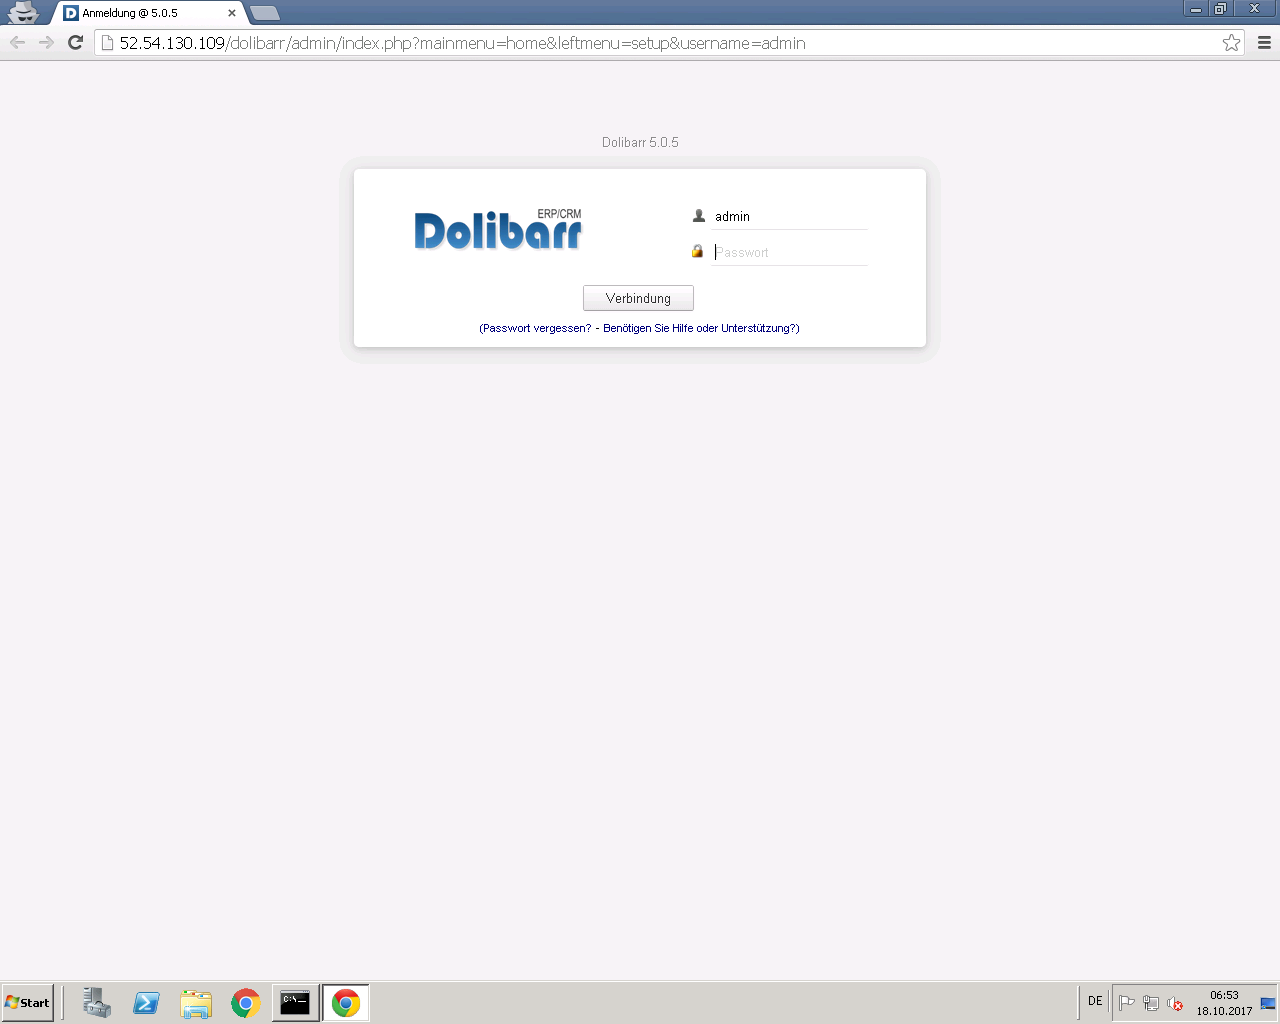 Anmeldung @ 5.0.5
52.54.130.109/dolibarr/admin/index.php?mainmenu=home&leftmenu=setup&username=admin
Dolibarr 5.0.5
ERP/CRM
Dolibarr
admin
Passwort
Verbindung
(Passwort vergessen? - Benötigen Sie Hilfe oder Unterstützung?)
Start
C:\
DE
06:53
18.10.2017